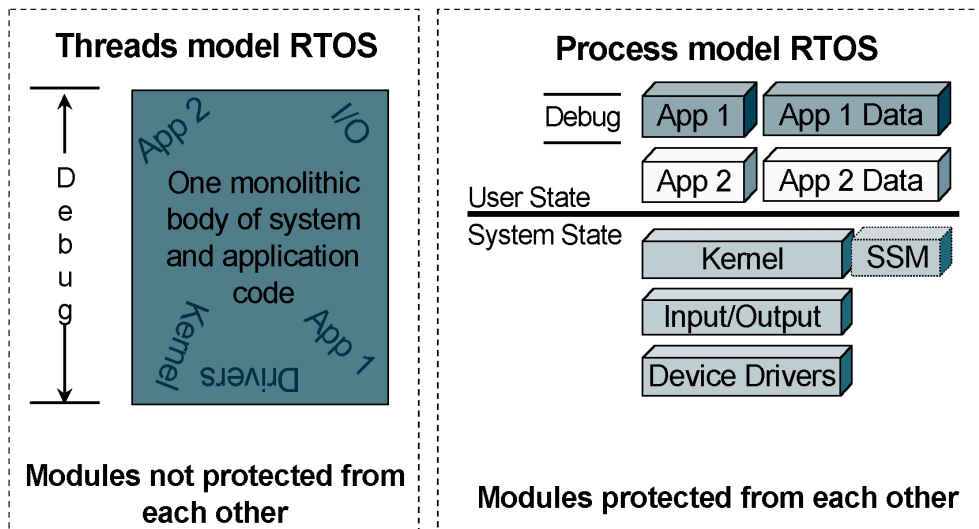 Threads model RTOS
D
e
b
u
g
App 2
I/O
One monolithic
body of system
and application
code
Kernel
Drivers
App 1
Modules not protected from
each other
Process model RTOS
Debug
App 1
App 1 Data
App 2
App 2 Data
User State
System State
Kernel
SSM
Input/Output
Device Drivers
Modules protected from each other